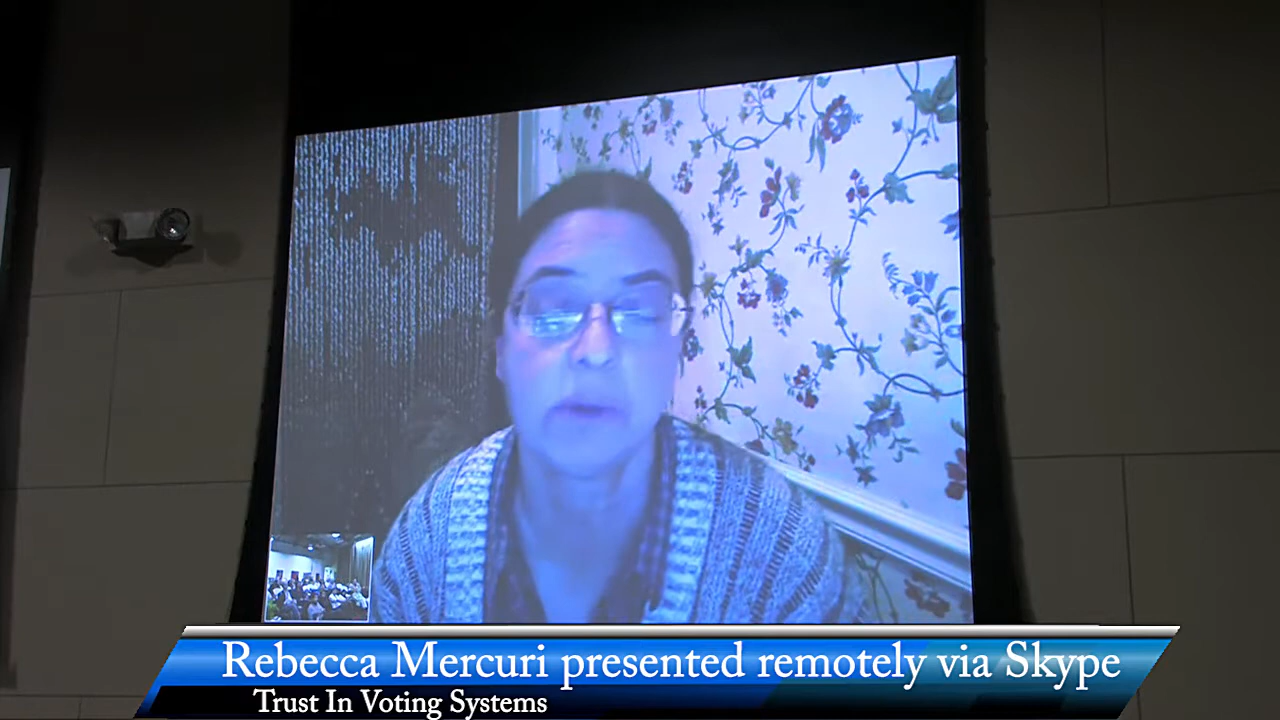 Rebecca Mercuri presented remotely via Skype
Trust In Voting Systems